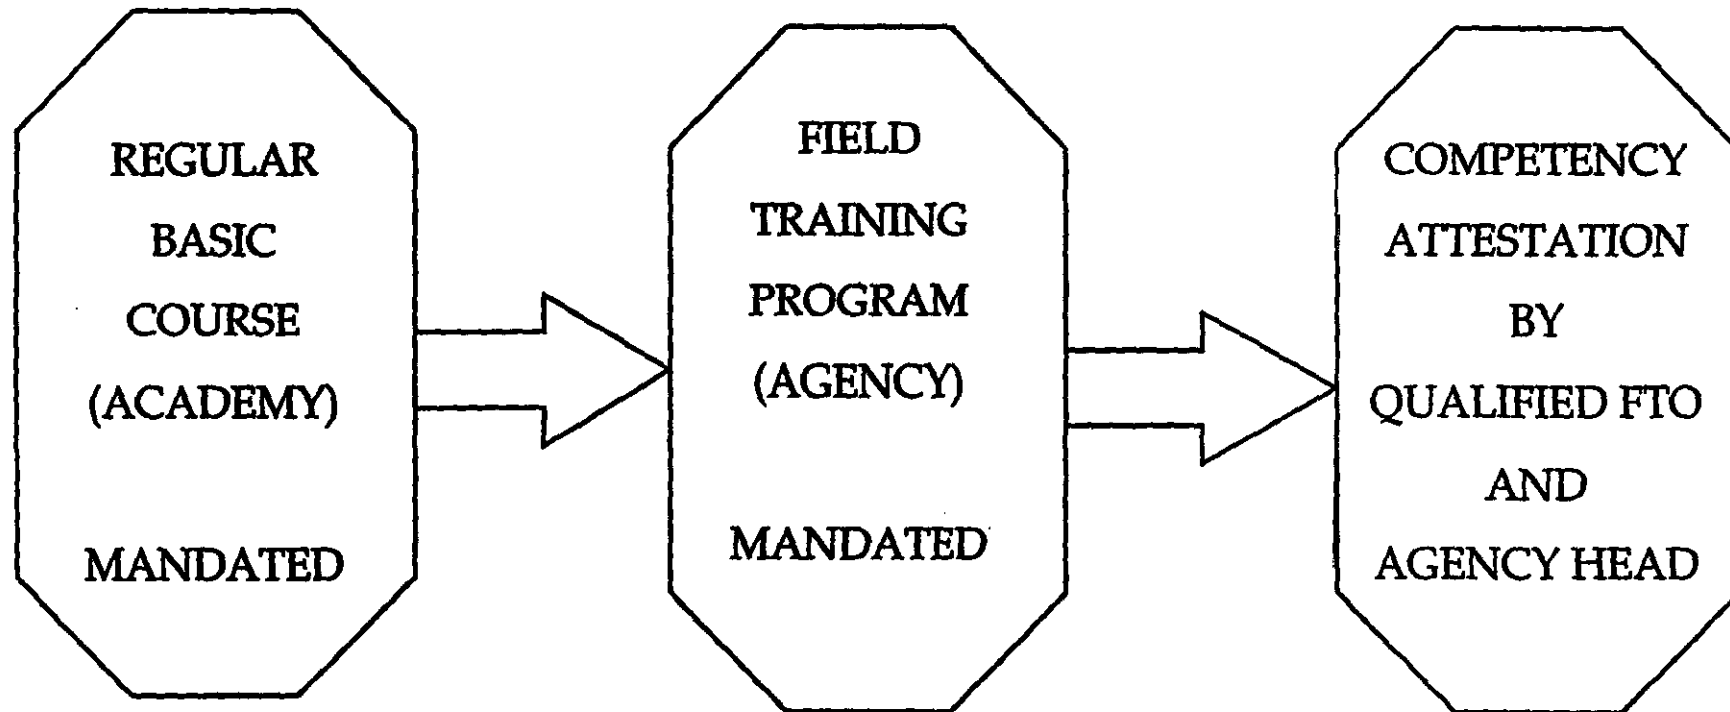 REGULAR
BASIC
COURSE
(ACADEMY)
MANDATED
FIELD
TRAINING
PROGRAM
(AGENCY)
MANDATED
COMPETENCY
ATTESTATION
BY
QUALIFIED FTO
AND
AGENCY HEAD